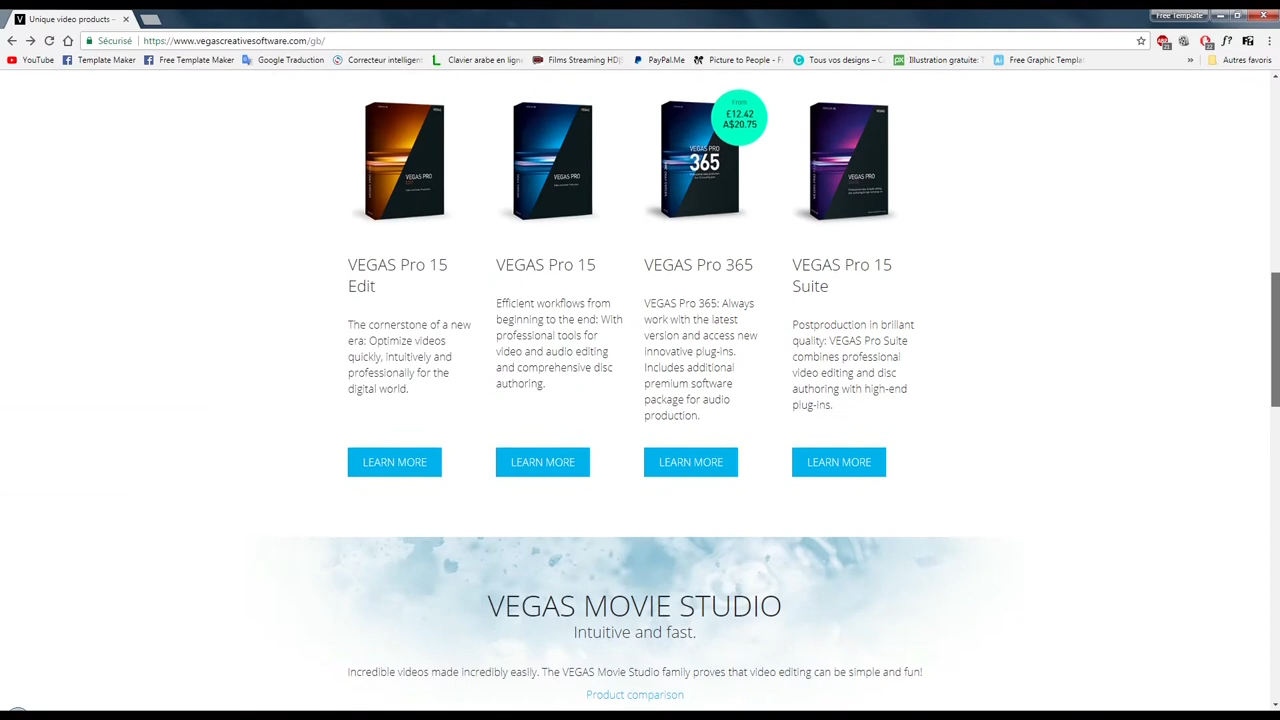 Unique video products –
Free Template
Sécurisé
https://www.vegascreativesoftware.com/gb/
YouTube
Template Maker
Free Template Maker
Google Traduction
Correcteur intelligent
Clavier arabe en ligne
Films Streaming HD
PayPal.Me
Picture to People - F
Tous vos designs – C
Illustration gratuite: T
Free Graphic Templat
»
Autres favoris
From
£12.42
A$20.75
VEGAS PRO
VEGAS PRO
VEGAS PRO
365
VEGAS PRO
VEGAS Pro 15
Edit
The cornerstone of a new
era: Optimize videos
quickly, intuitively and
professionally for the
digital world.
LEARN MORE
VEGAS Pro 15
Efficient workflows from
beginning to the end: With
professional tools for
video and audio editing
and comprehensive disc
authoring.
LEARN MORE
VEGAS Pro 365
VEGAS Pro 365: Always
work with the latest
version and access new
innovative plug-ins.
Includes additional
premium software
package for audio
production.
LEARN MORE
VEGAS Pro 15
Suite
Postproduction in brillant
quality: VEGAS Pro Suite
combines professional
video editing and disc
authoring with high-end
plug-ins.
LEARN MORE
VEGAS MOVIE STUDIO
Intuitive and fast.
Incredible videos made incredibly easily. The VEGAS Movie Studio family proves that video editing can be simple and fun!
Product comparison